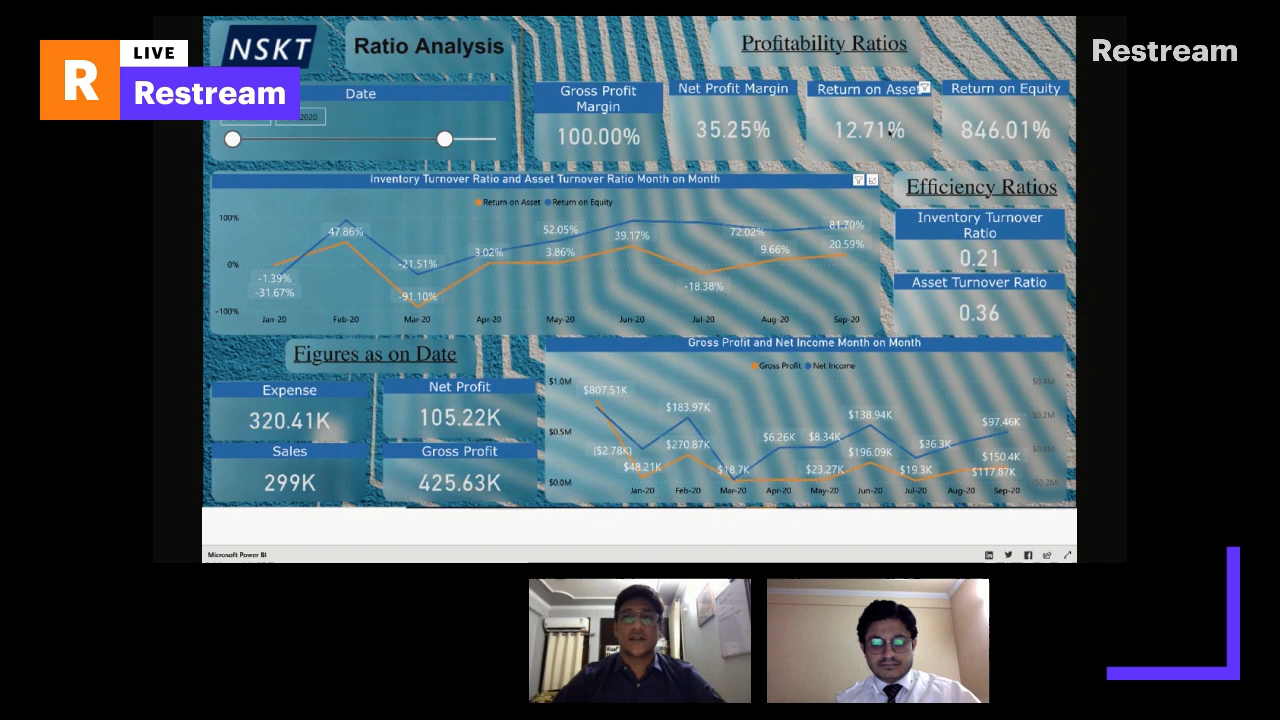 LIVE
Restream
R
Restream
NSKT
Ratio Analysis
Date
2020
Profitability Ratios
Gross Profit
Margin
100.00%
Net Profit Margin
35.25%
Return on Asset
12.71%
Return on Equity
846.01%
Inventory Turnover Ratio and Asset Turnover Ratio Month on Month
Return on Asset Return on Equity
100%
0%
-100%
-1.39%
-31.67%
47.86%
-21.51%
-91.10%
3.02%
52.05%
3.86%
39.17%
-18.38%
72.02%
9.66%
81.70%
20.59%
Jan-20 Feb-20 Mar-20 Apr-20 May-20 Jun-20 Jul-20 Aug-20 Sep-20
Efficiency Ratios
Inventory Turnover
Ratio
0.21
Asset Turnover Ratio
0.36
Figures as on Date
Expense
320.41K
Net Profit
105.22K
Sales
299K
Gross Profit
425.63K
Gross Profit and Net Income Month on Month
Gross Profit Net Income
$1.0M
$0.5M
$0.0M
$0.4M
$0.2M
$0.0M
($0.2M)
$807.51K
($2.78K)
$48.21K
$183.97K
$270.87K
$18.7K
$6.26K
$8.34K
$23.27K
$138.94K
$196.09K
$36.3K
$19.3K
$97.46K
$150.4K
$117.87K
Jan-20 Feb-20 Mar-20 Apr-20 May-20 Jun-20 Jul-20 Aug-20 Sep-20
Microsoft Power BI